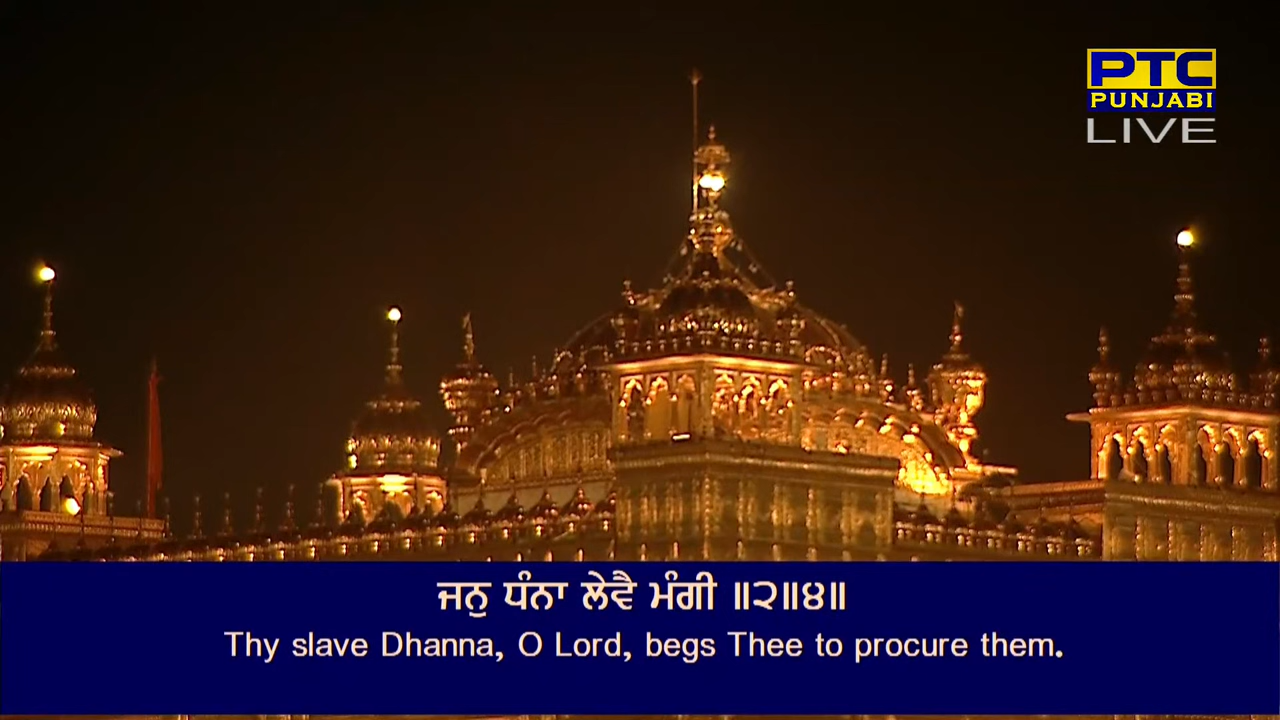 PTC
PUNJABI
LIVE
ਜਨੁ ਧੰਨਾ ਲੇਵੈ ਮੰਗੀ ॥੨॥੪॥
Thy slave Dhanna, O Lord, begs Thee to procure them.